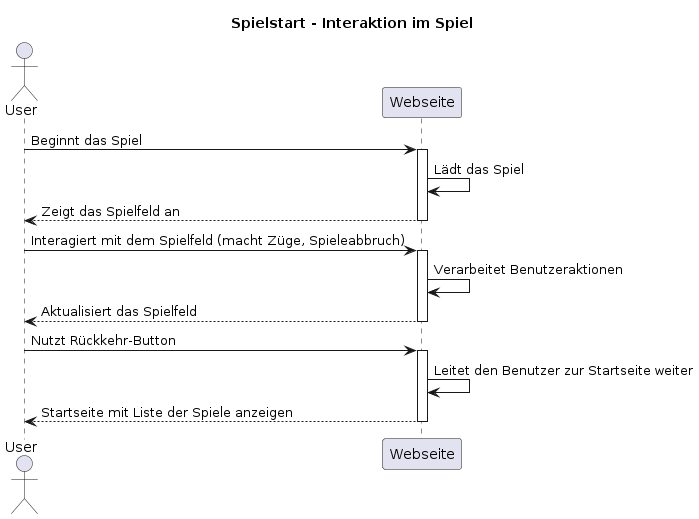 Spielstart - Interaktion im Spiel
User
Webseite
Beginnt das Spiel
Lädt das Spiel
Zeigt das Spielfeld an
Interagiert mit dem Spielfeld (macht Züge, Spieleabbruch)
Verarbeitet Benutzeraktionen
Aktualisiert das Spielfeld
Nutzt Rückkehr-Button
Leitet den Benutzer zur Startseite weiter
Startseite mit Liste der Spiele anzeigen
User
Webseite